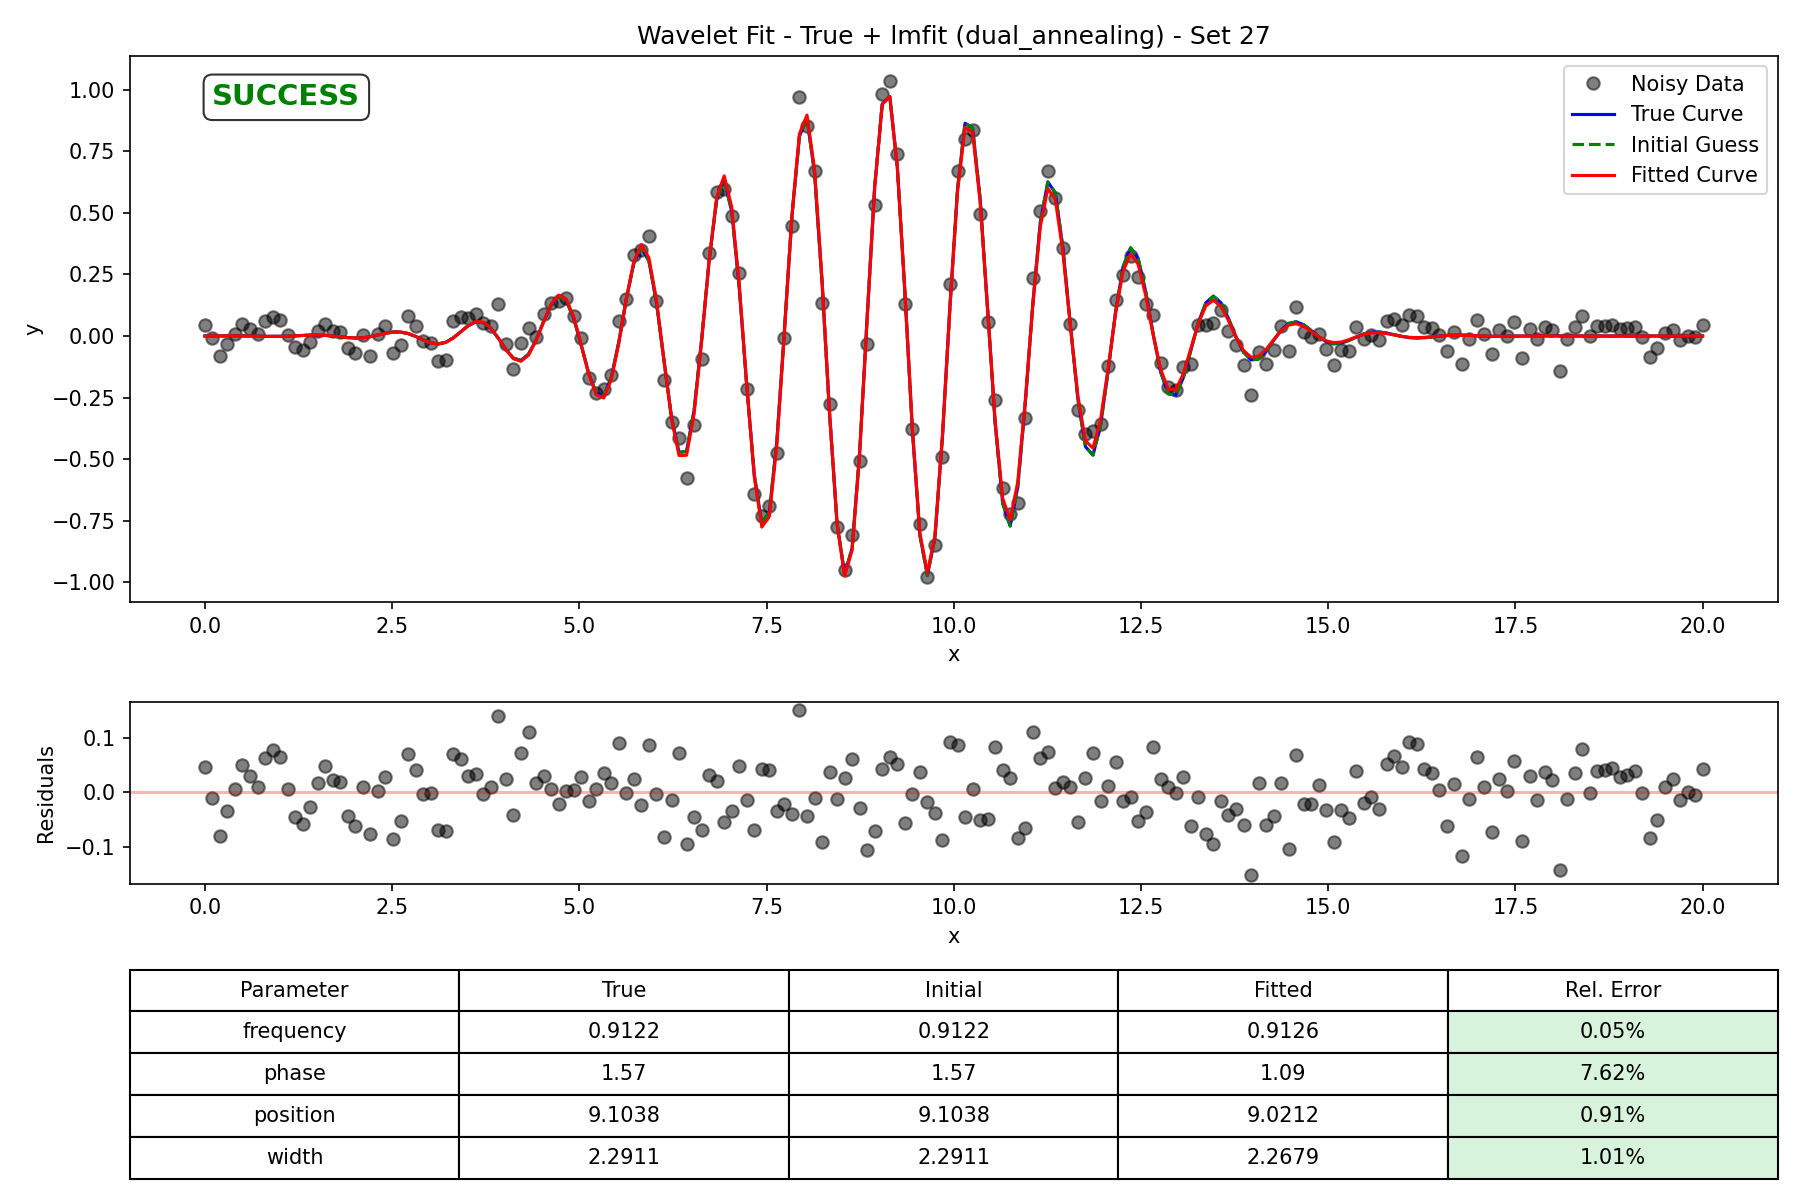 Wavelet Fit - True + lmfit (dual_annealing) - Set 27
SUCCESS
Noisy Data
True Curve
Initial Guess
Fitted Curve
1.00
0.75
0.50
0.25
0.00
−0.25
−0.50
−0.75
−1.00
y
0.0 2.5 5.0 7.5 10.0 12.5 15.0 17.5 20.0
x
0.1
0.0
−0.1
Residuals
0.0 2.5 5.0 7.5 10.0 12.5 15.0 17.5 20.0
x
Parameter True Initial Fitted Rel. Error
frequency 0.9122 0.9122 0.9126 0.05%
phase 1.57 1.57 1.09 7.62%
position 9.1038 9.1038 9.0212 0.91%
width 2.2911 2.2911 2.2679 1.01%